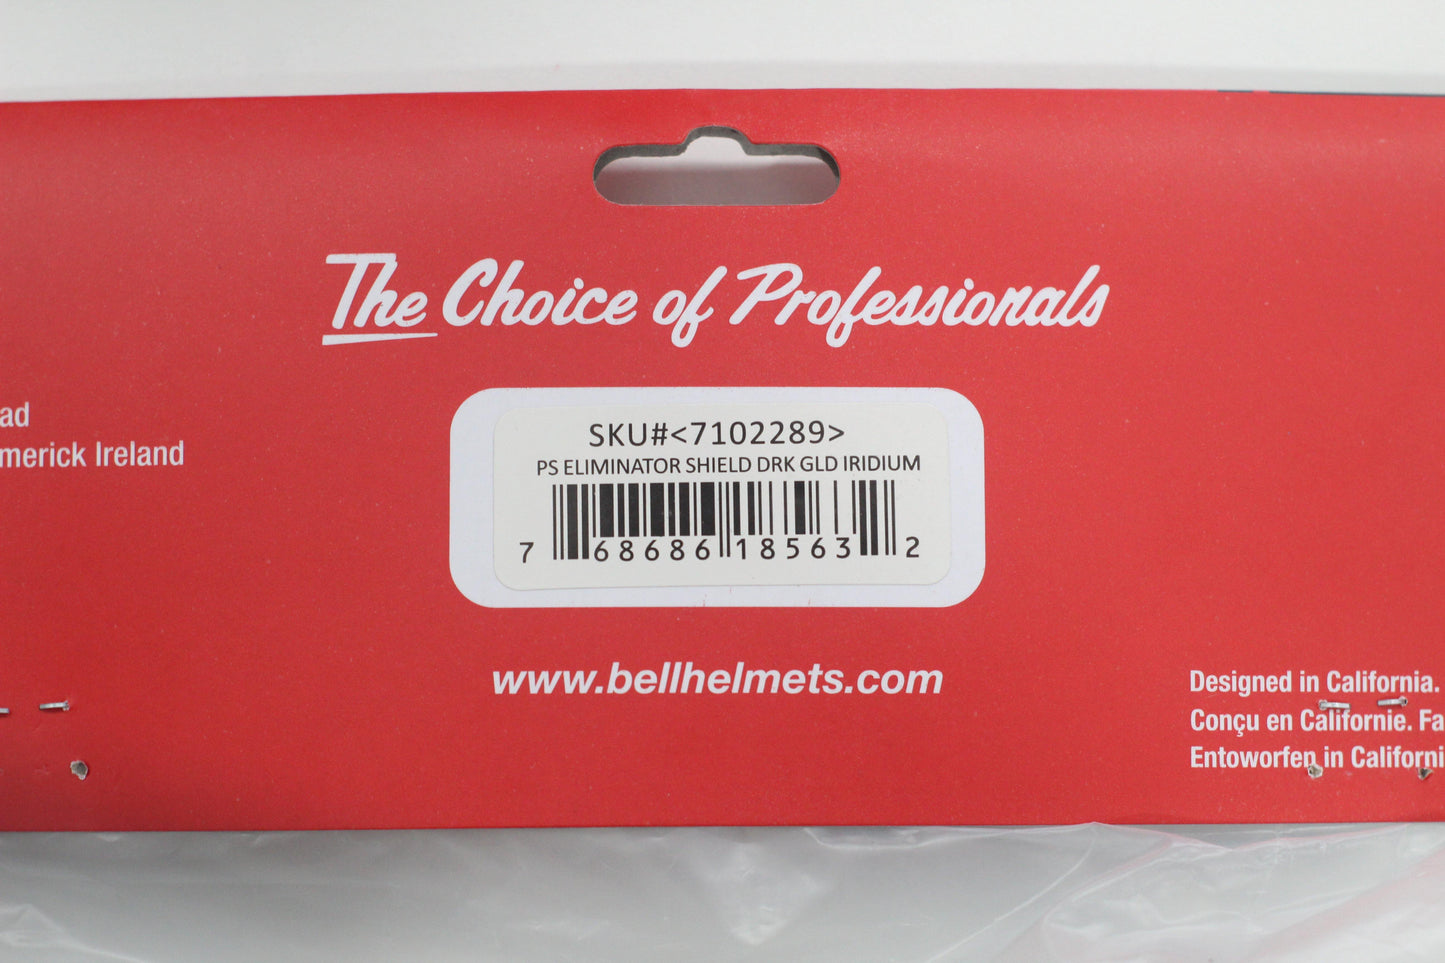 The Choice of Professionals
ad
merick Ireland
SKU#<7102289>
PS ELIMINATOR SHIELD DRK GLD IRIDIUM
7 68686 18563 2
www.bellhelmets.com
Designed in California.
Conçu en Californie. Fa
Entoworfen in Californi